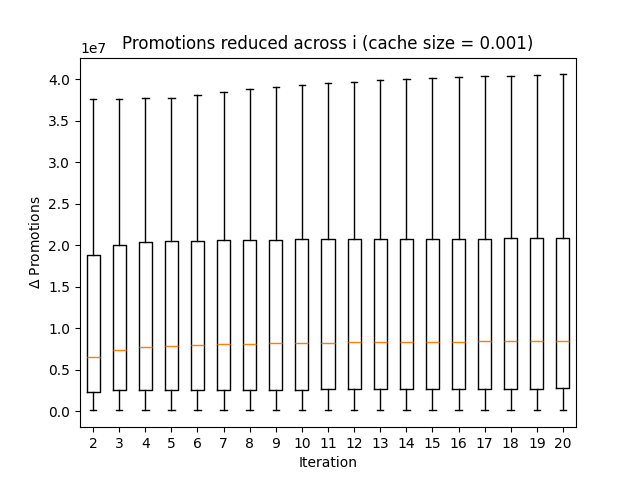 Promotions reduced across i (cache size = 0.001)
1e7
4.0
3.5
3.0
2.5
2.0
1.5
1.0
0.5
0.0
Δ Promotions
2 3 4 5 6 7 8 9 10 11 12 13 14 15 16 17 18 19 20
Iteration